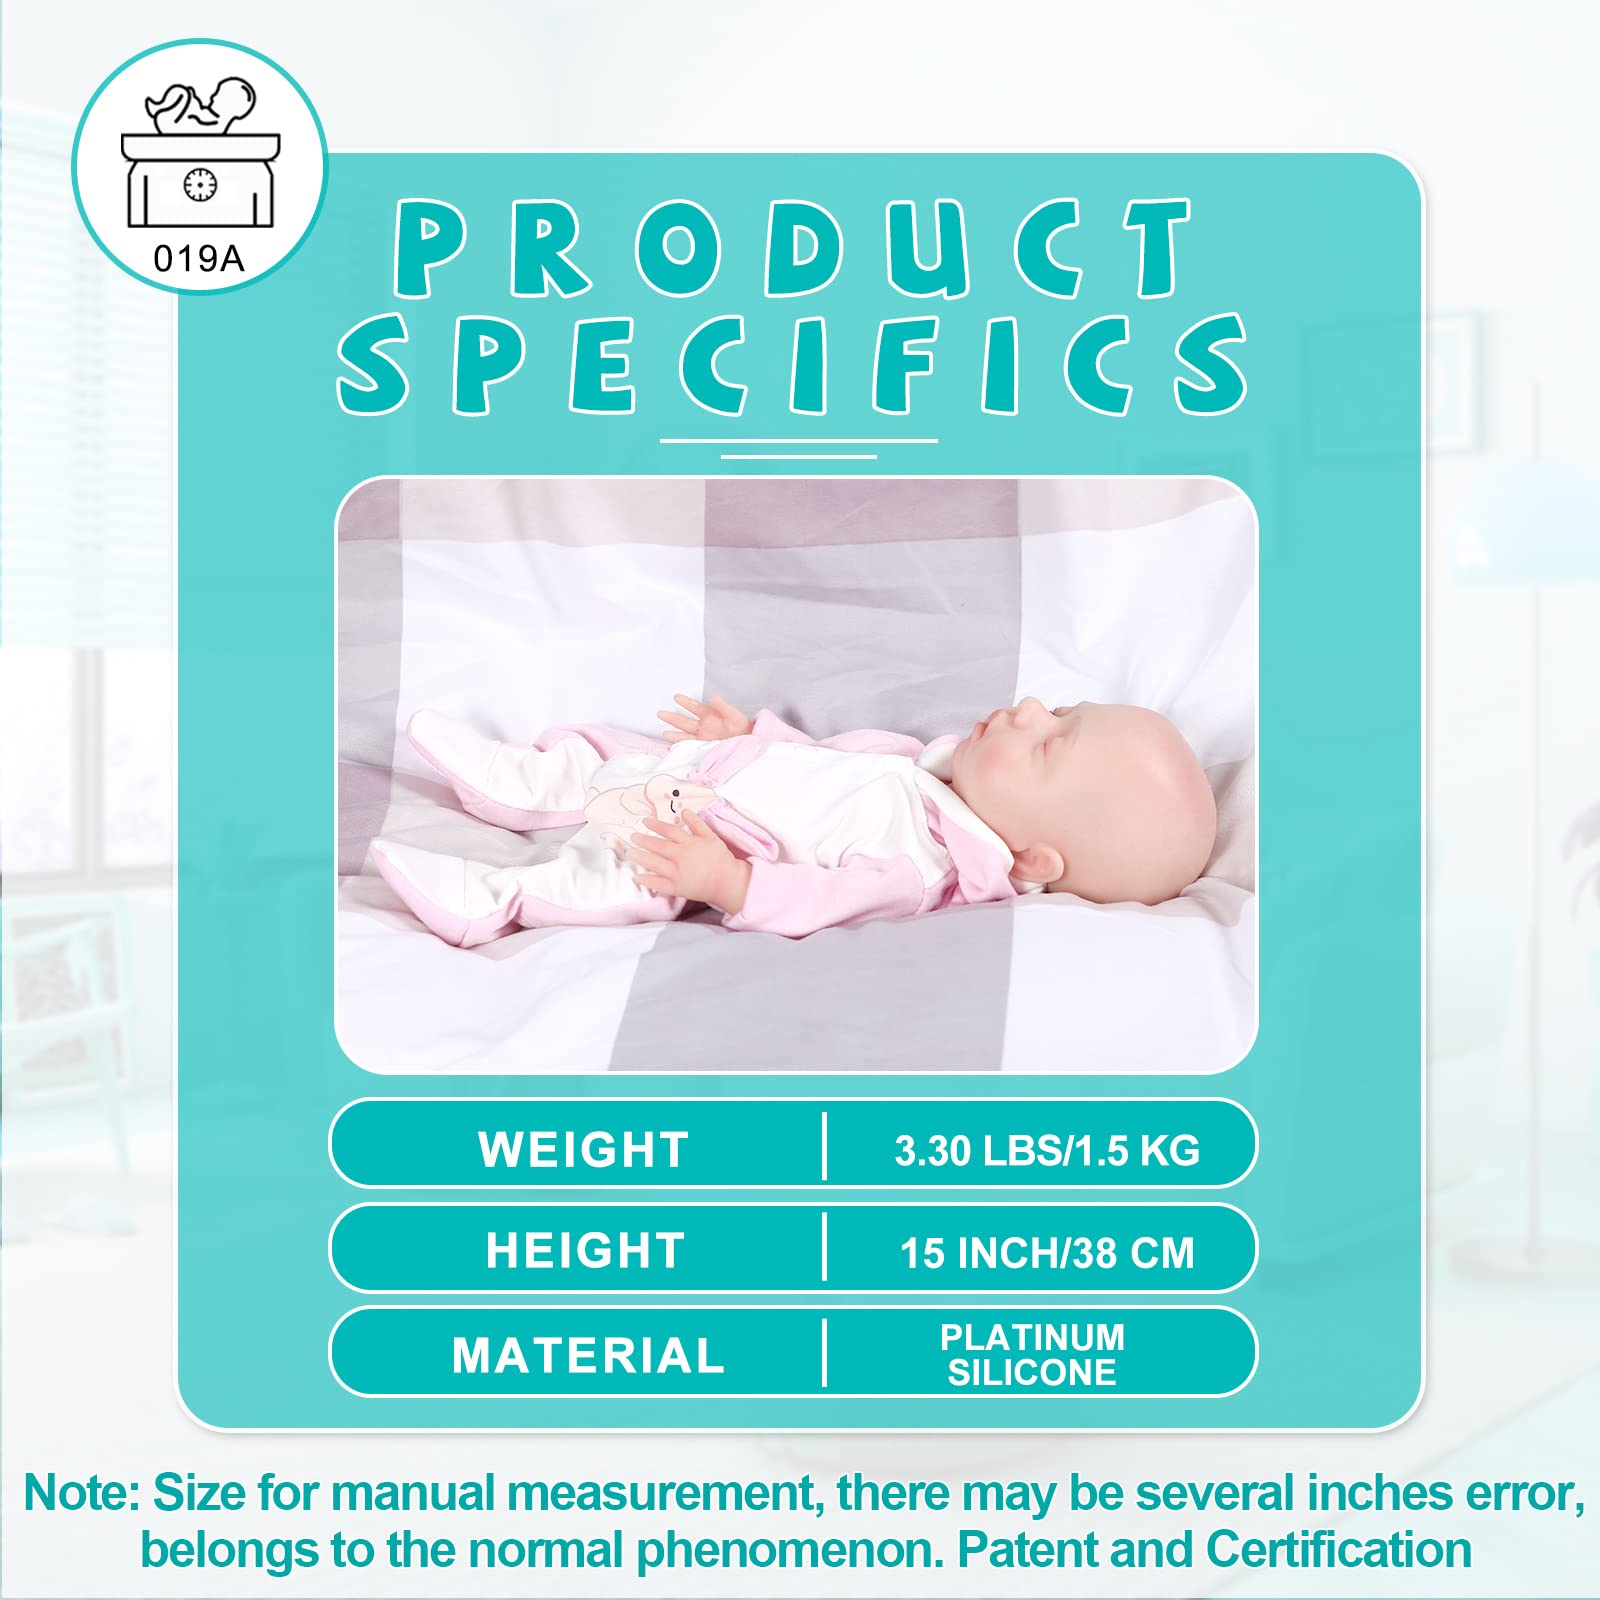 019A
PRODUCT
SPECIFICS
WEIGHT 3.30 LBS/1.5 KG
HEIGHT 15 INCH/38 CM
MATERIAL PLATINUM
SILICONE
Note: Size for manual measurement, there may be several inches error,
belongs to the normal phenomenon. Patent and Certification